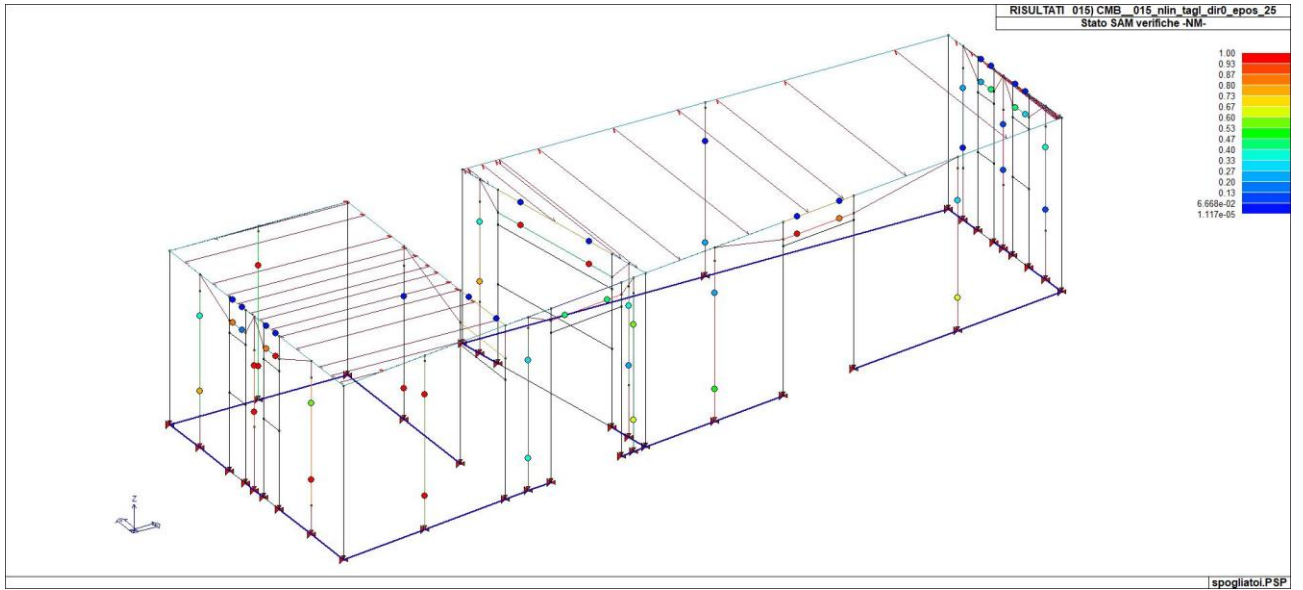 RISULTATI 015) CMB__015_nlin_tagl_dir0_epos_25
Stato SAM verifiche -NM-
1.00
0.93
0.87
0.80
0.73
0.67
0.60
0.53
0.47
0.40
0.33
0.27
0.20
0.13
6.668e-02
1.117e-05
Z
spogliatoi.PSP